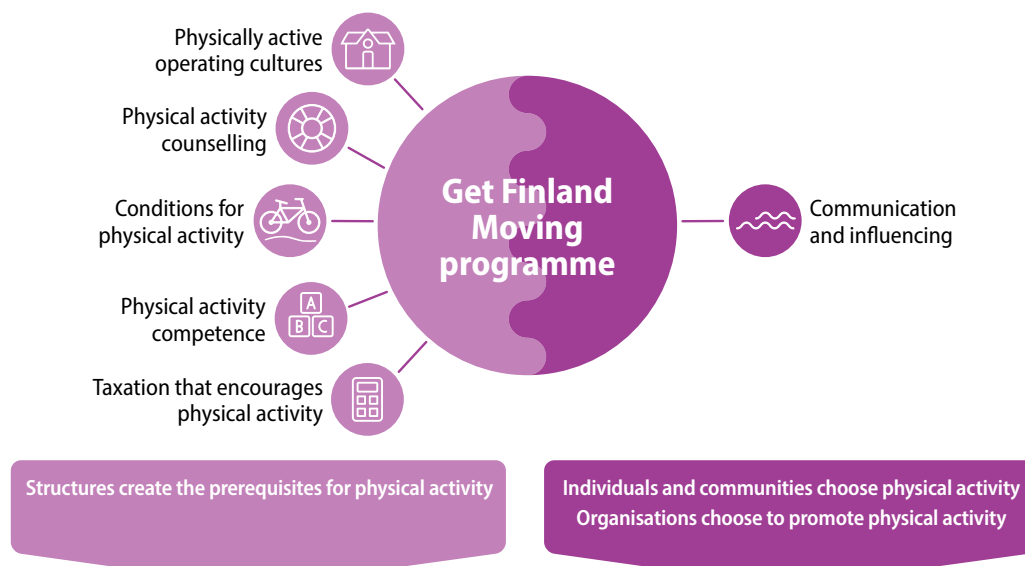 Physically active
operating cultures
Physical activity
counselling
Conditions for
physical activity
Physical activity
competence
Taxation that encourages
physical activity
A
B C
Get Finland
Moving
programme
Communication
and influencing
Structures create the prerequisites for physical activity
Individuals and communities choose physical activity
Organisations choose to promote physical activity